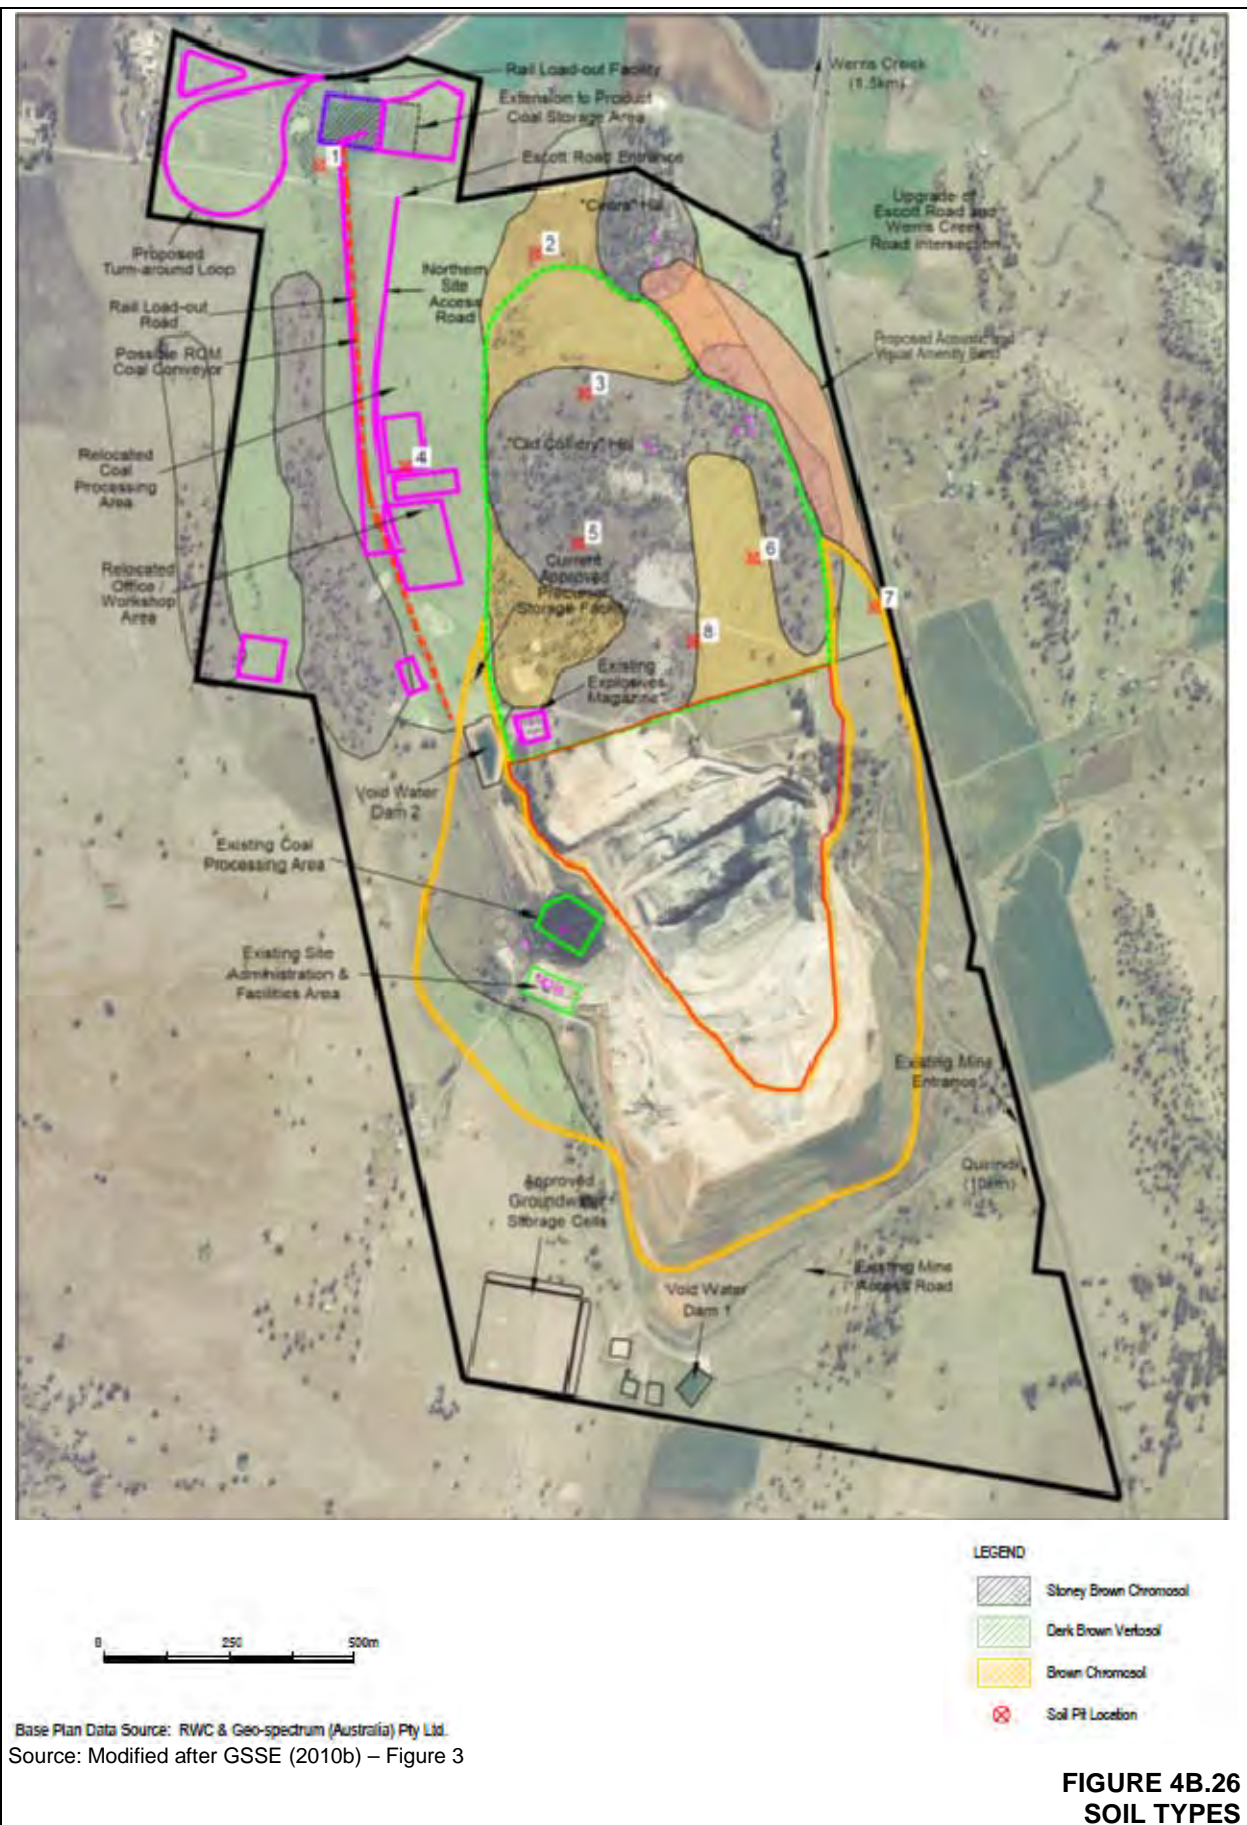 Rail Load-out Facility
Extension to Product
Coal Storage Area
Escott Road Entrance
Werris Creek
(1.5km)
"Cintra" Hill
Upgrade of
Escott Road and
Werris Creek
Road Intersection
1
2
Proposed
Turn-around Loop
Northern
Site
Access
Road
Rail Load-out
Road
Possible ROM
Coal Conveyor
Proposed Acoustic and
Visual Amenity Bund
3
"Old Colliery" Hill
4
Relocated
Coal
Processing
Area
5
6
Current
Approved
Storage Facility
Relocated
Office /
Workshop
Area
7
8
Existing
Explosives
Magazine
Void Water
Dam 2
Existing Coal
Processing Area
Existing Site
Administration &
Facilities Area
Existing Mine
Entrance
Quirindi
(10km)
Approved
Groundwater
Storage Cells
Existing Mine
Access Road
Void Water
Dam 1
LEGEND
Stoney Brown Chromosol
Dark Brown Vertosol
Brown Chromosol
Soil Pit Location
0 250 500m
Base Plan Data Source: RWC & Geo-spectrum (Australia) Pty Ltd.
Source: Modified after GSSE (2010b) – Figure 3
FIGURE 4B.26
SOIL TYPES